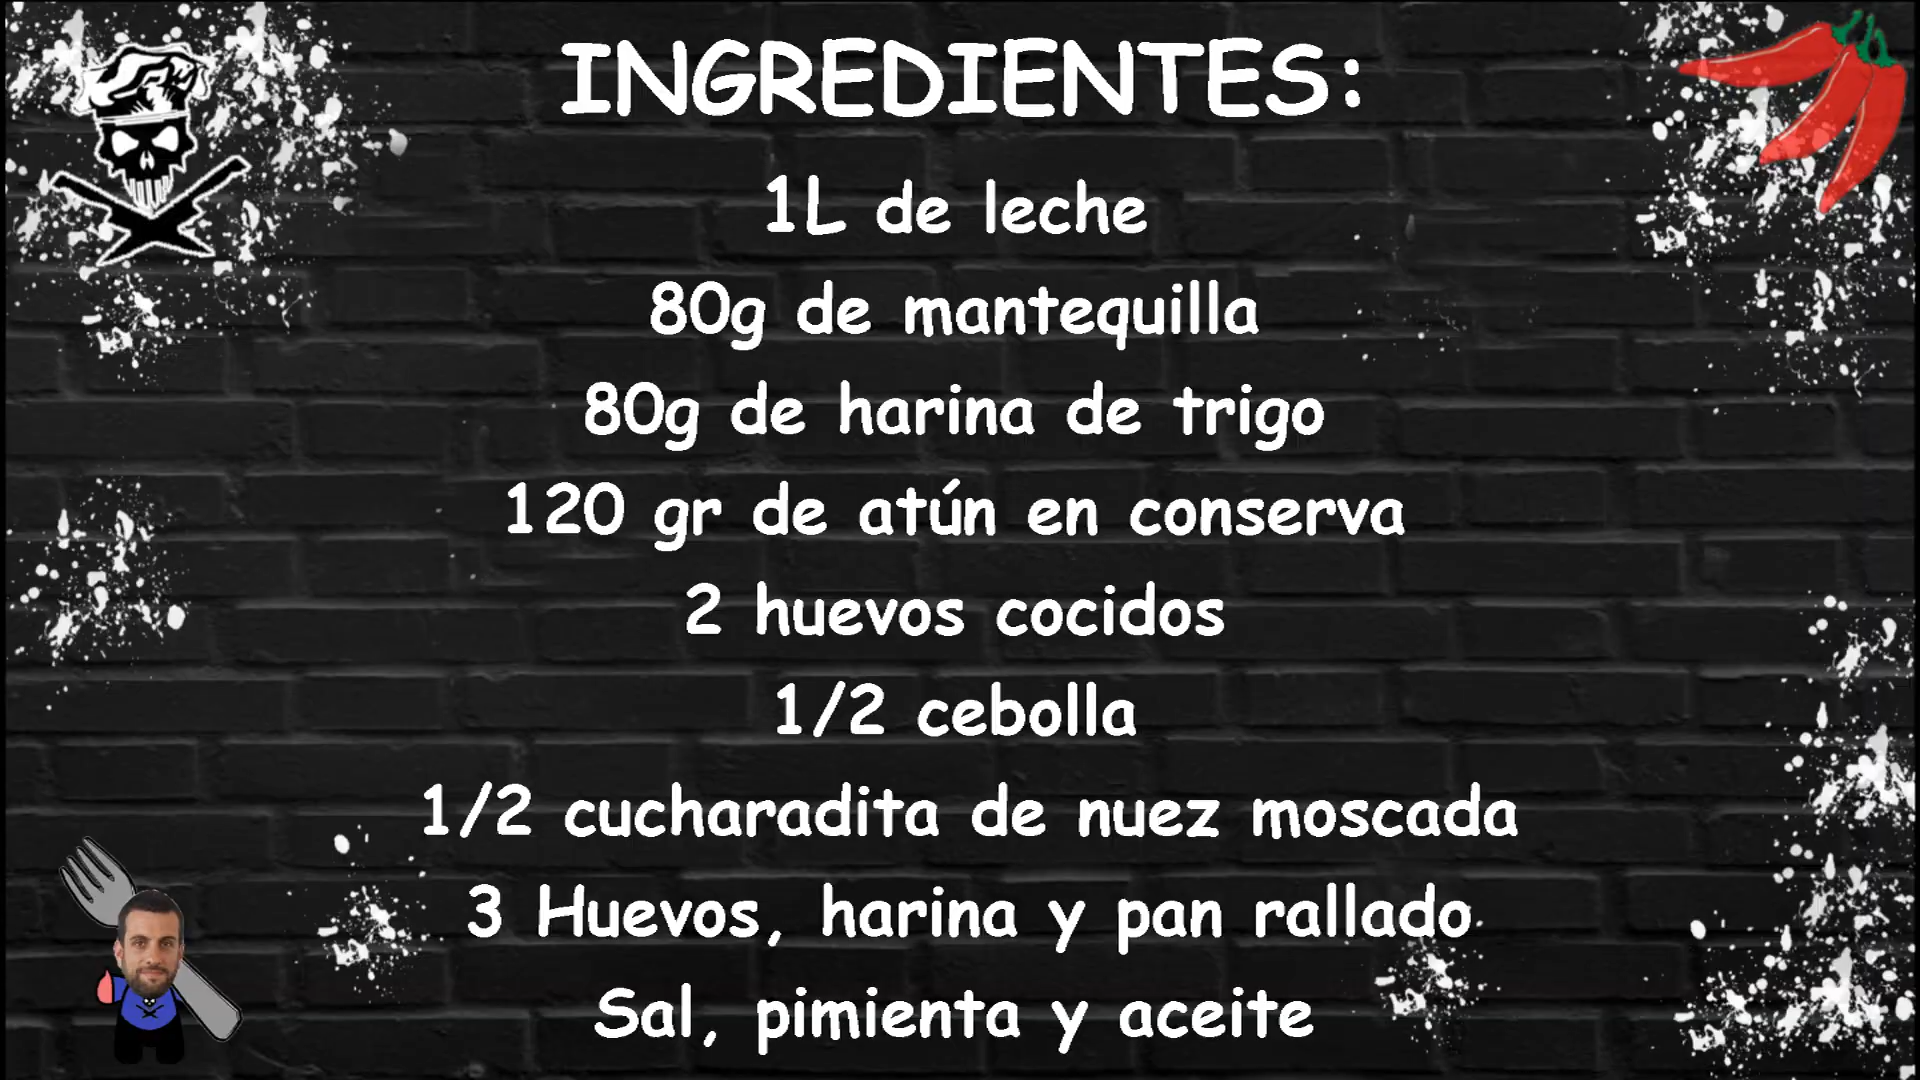 INGREDIENTES:
1L de leche
80g de mantequilla
80g de harina de trigo
120 gr de atún en conserva
2 huevos cocidos
1/2 cebolla
1/2 cucharadita de nuez moscada
3 Huevos, harina y pan rallado
Sal, pimienta y aceite